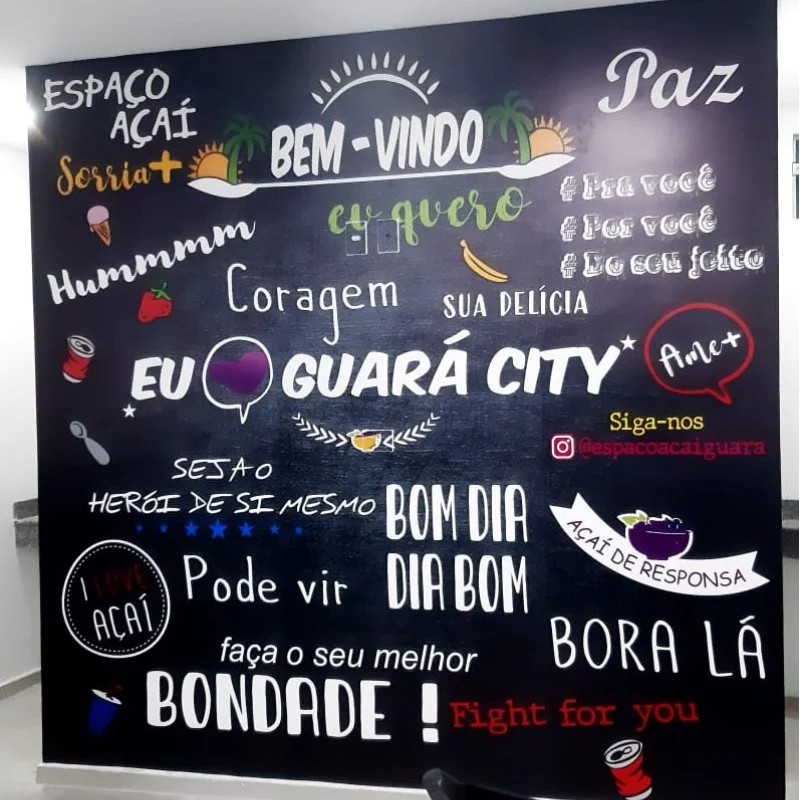 ESPAÇO
AÇAÍ
Paz
BEM-VINDO
Sorria+
eu quero
# Pra você
# Por você
# Do seu jeito
Hummmmm
Coragem
SUA DELÍCIA
EU GUARÁ CITY
Ame+
Siga-nos
@espacoacaiguara
SEJA O
HERÓI DE SI MESMO
BOM DIA
DIA BOM
AÇAÍ DE RESPONSA
I LOVE
AÇAÍ
Pode vir
BORA LÁ
faça o seu melhor
BONDADE !
Fight for you